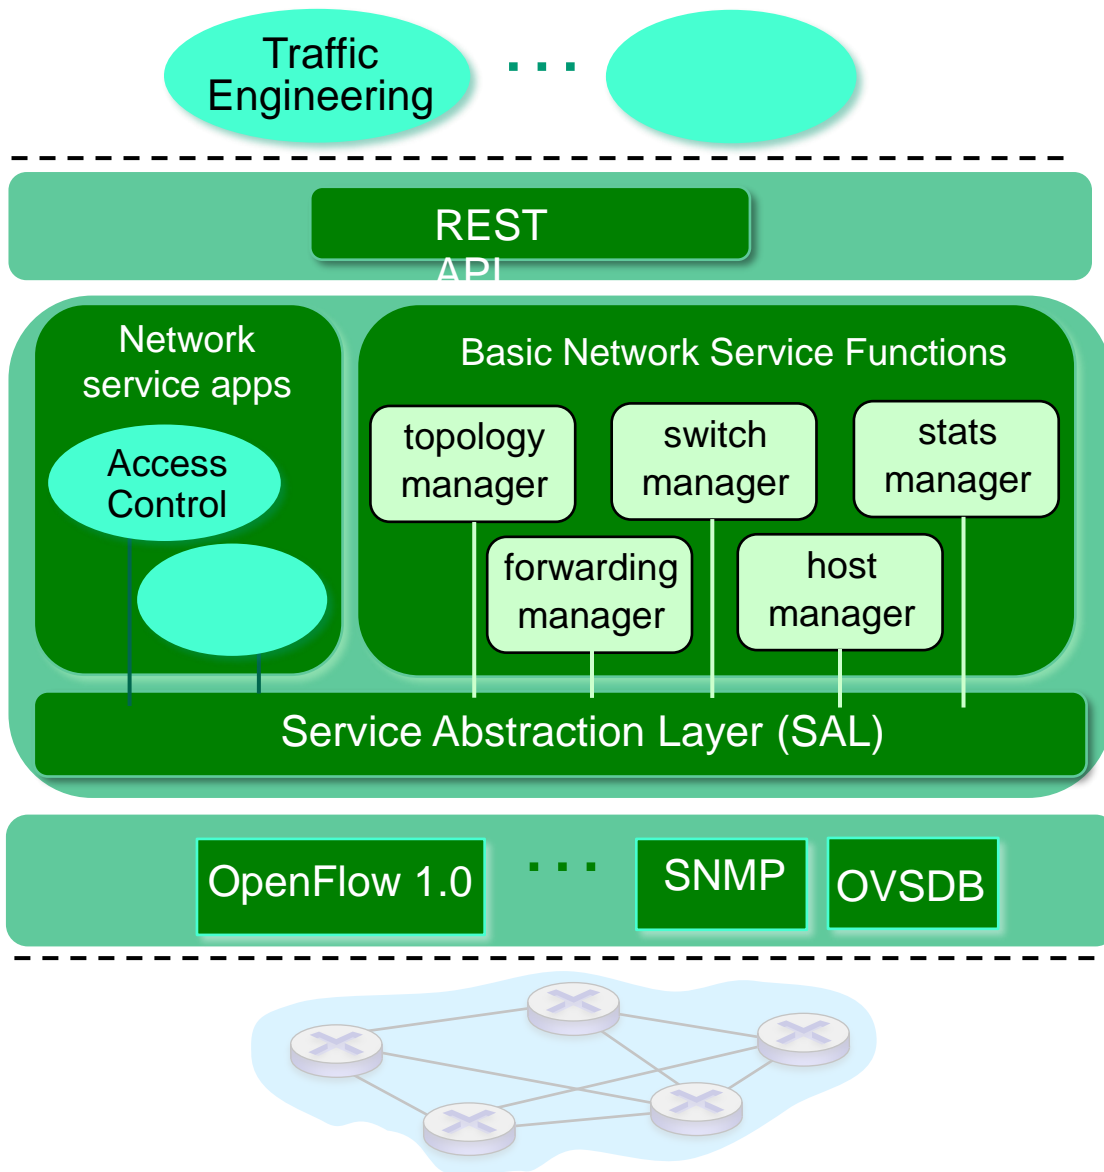 Traffic
Engineering
REST
API
Network
service apps
Basic Network Service Functions
topology
manager
switch
manager
stats
manager
Access
Control
forwarding
manager
host
manager
Service Abstraction Layer (SAL)
OpenFlow 1.0
SNMP
OVSDB